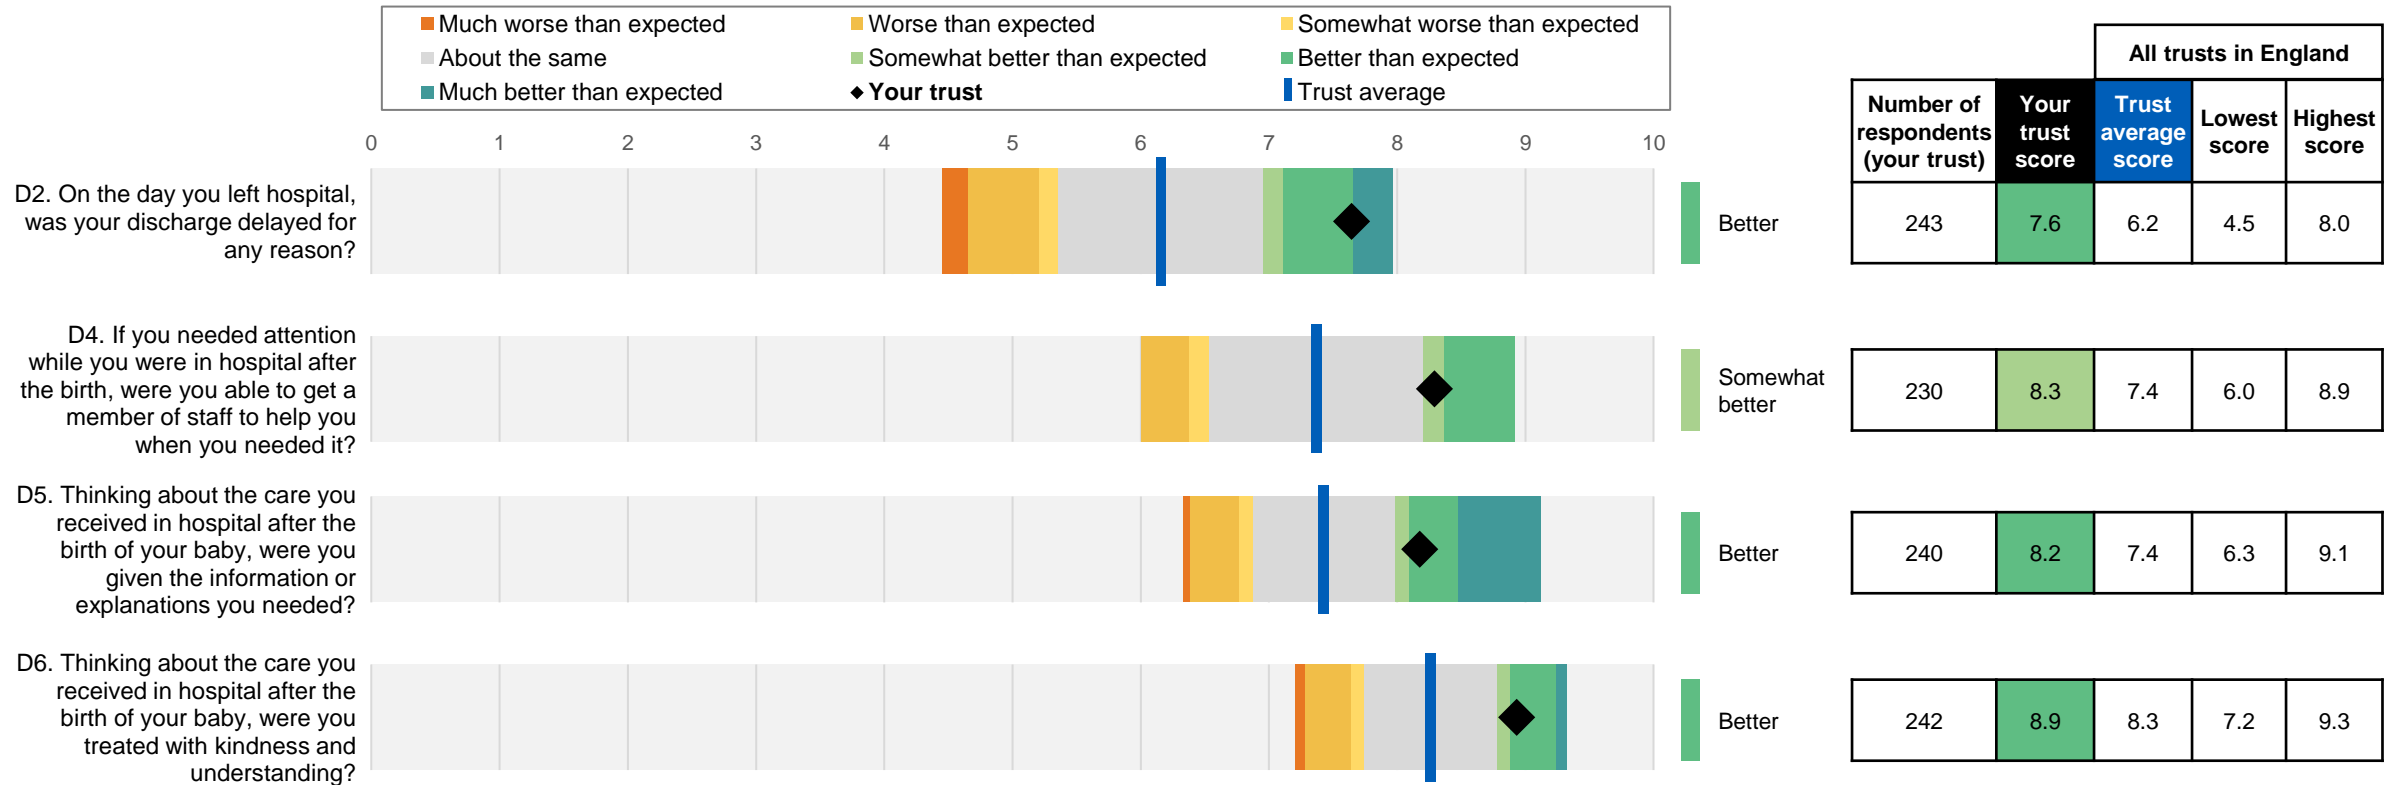 Much worse than expected
Worse than expected
Somewhat worse than expected
About the same
Somewhat better than expected
Better than expected
Much better than expected
Your trust
Trust average
All trusts in England
Number of
respondents
(your trust)
Your
trust
score
Trust
average
score
Lowest
score
Highest
score
0 1 2 3 4 5 6 7 8 9 10
D2. On the day you left hospital,
was your discharge delayed for
any reason?
Better
243 7.6 6.2 4.5 8.0
D4. If you needed attention
while you were in hospital after
the birth, were you able to get a
member of staff to help you
when you needed it?
Somewhat
better
230 8.3 7.4 6.0 8.9
D5. Thinking about the care you
received in hospital after the
birth of your baby, were you
given the information or
explanations you needed?
Better
240 8.2 7.4 6.3 9.1
D6. Thinking about the care you
received in hospital after the
birth of your baby, were you
treated with kindness and
understanding?
Better
242 8.9 8.3 7.2 9.3